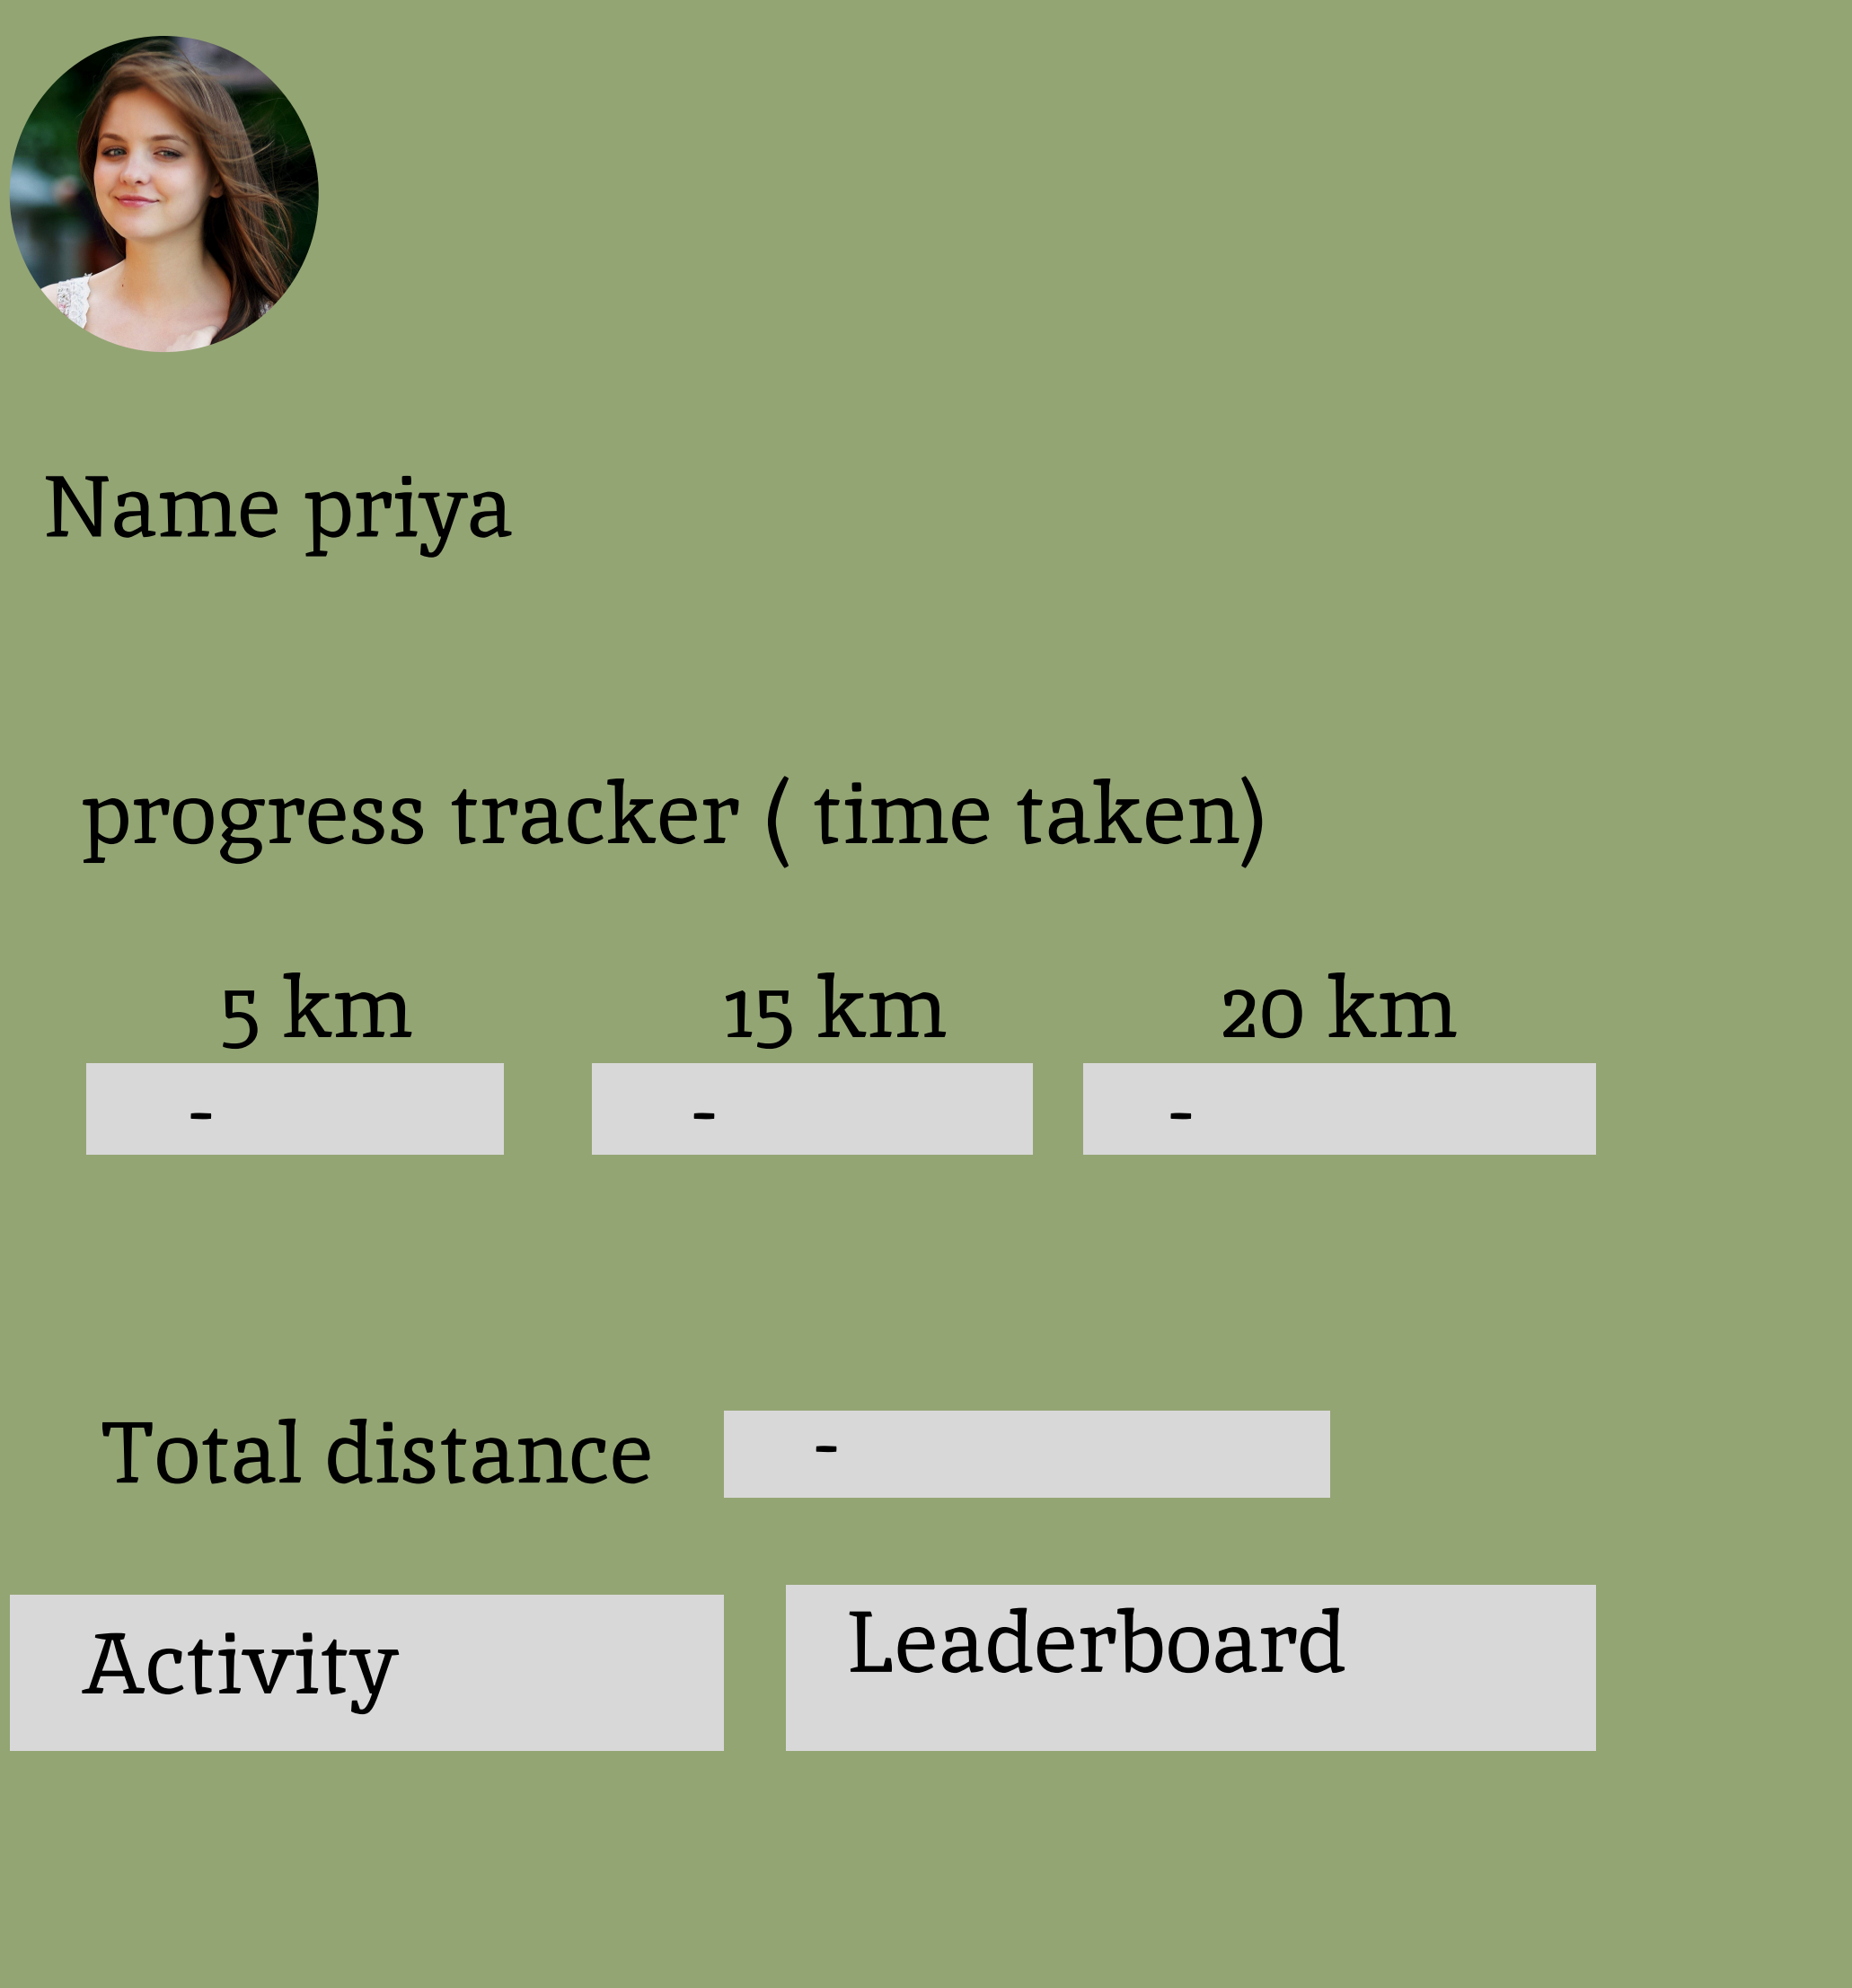 Name priya
progress tracker ( time taken)
5 km 15 km 20 km
- - -
Total distance -
Activity Leaderboard